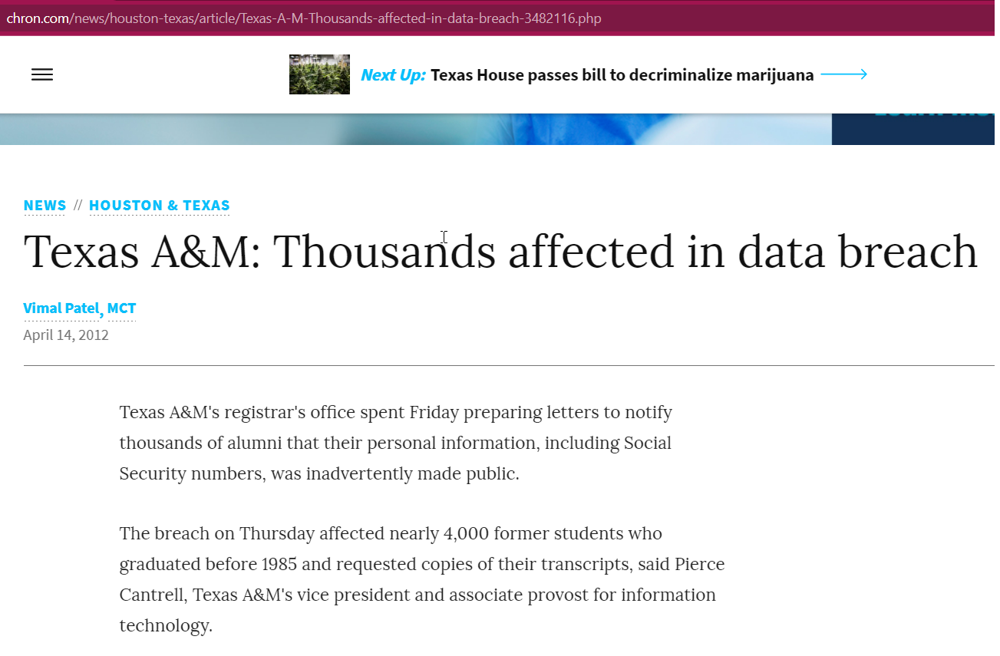 chron.com/news/houston-texas/article/Texas-A-M-Thousands-affected-in-data-breach-3482116.php
Next Up: Texas House passes bill to decriminalize marijuana
NEWS // HOUSTON & TEXAS
Texas A&M: Thousands affected in data breach
Vimal Patel, MCT
April 14, 2012
Texas A&M's registrar's office spent Friday preparing letters to notify
thousands of alumni that their personal information, including Social
Security numbers, was inadvertently made public.
The breach on Thursday affected nearly 4,000 former students who
graduated before 1985 and requested copies of their transcripts, said Pierce
Cantrell, Texas A&M's vice president and associate provost for information
technology.